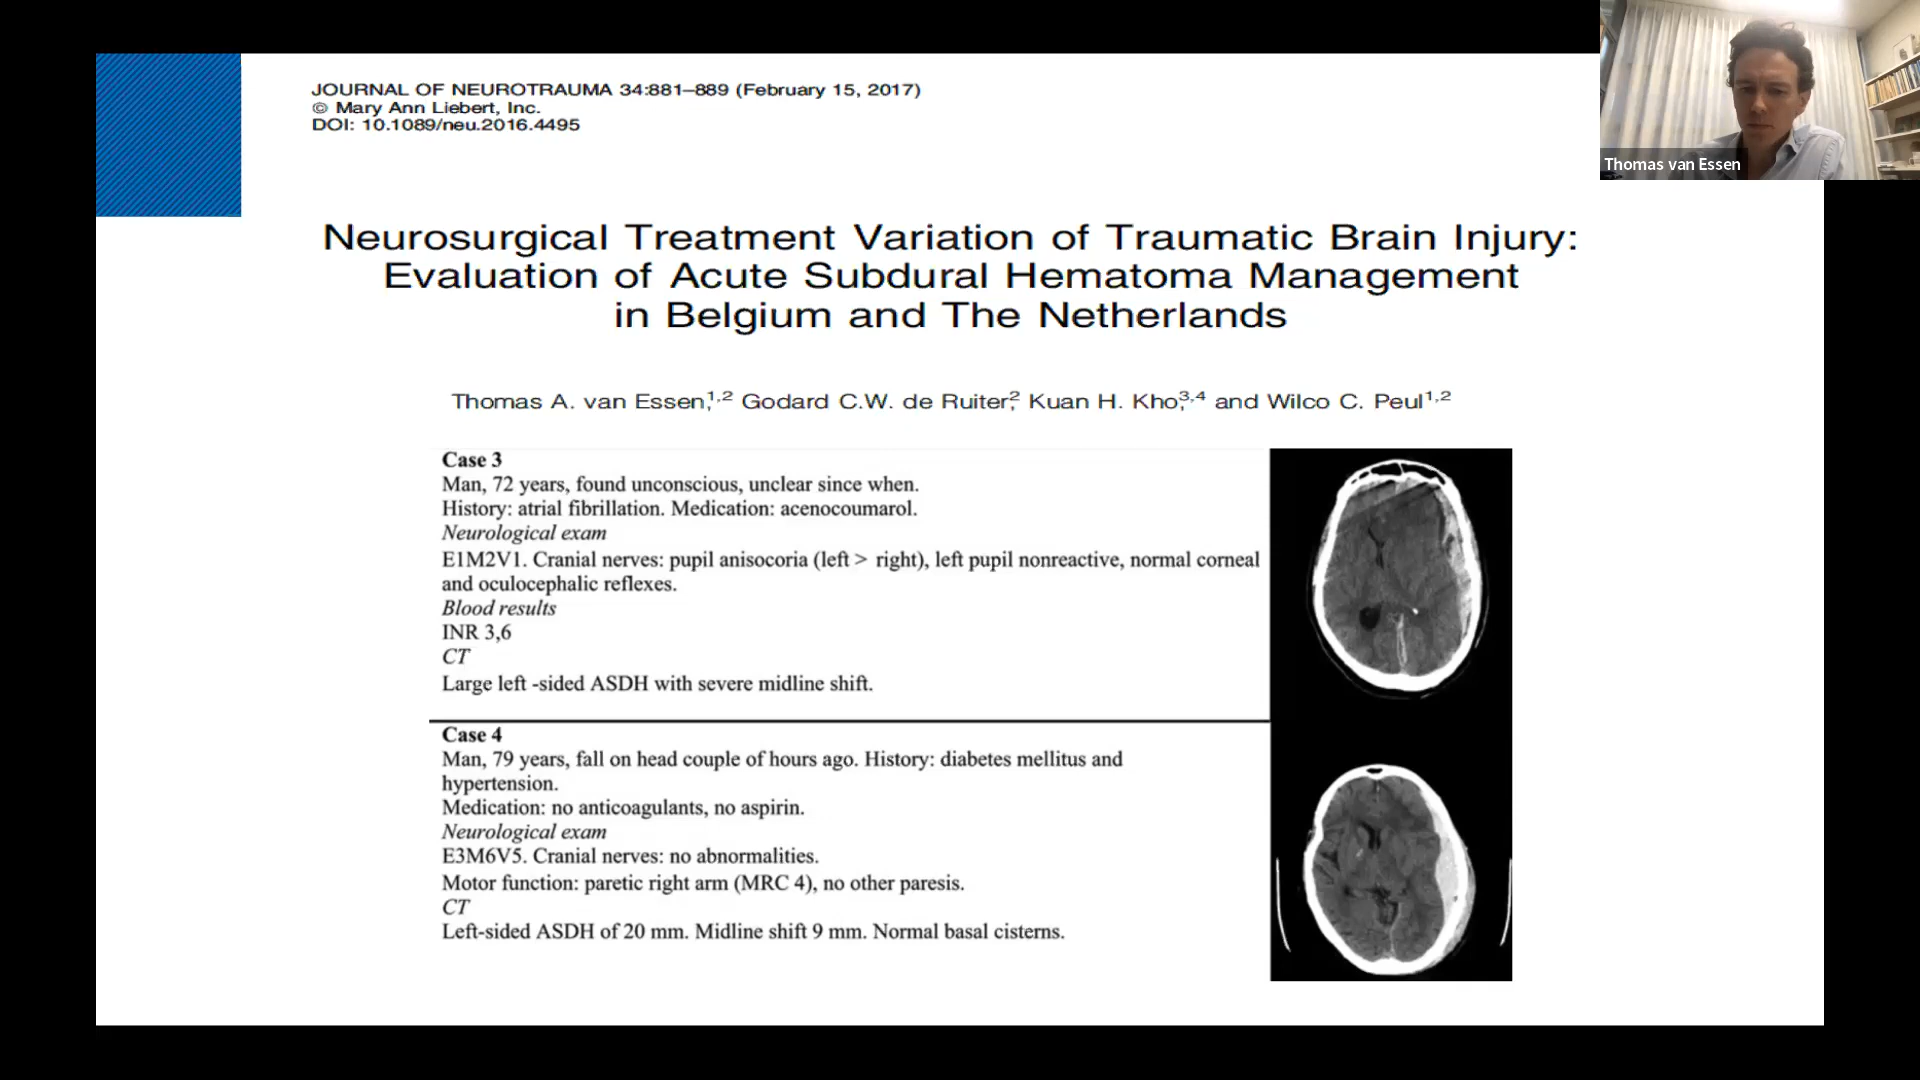 JOURNAL OF NEUROTRAUMA 34:881–889 (February 15, 2017)
© Mary Ann Liebert, Inc.
DOI: 10.1089/neu.2016.4495
Thomas van Essen
Neurosurgical Treatment Variation of Traumatic Brain Injury:
Evaluation of Acute Subdural Hematoma Management
in Belgium and The Netherlands
Thomas A. van Essen,1,2 Godard C.W. de Ruiter,2 Kuan H. Kho,3,4 and Wilco C. Peul1,2
Case 3
Man, 72 years, found unconscious, unclear since when.
History: atrial fibrillation. Medication: acenocoumarol.
Neurological exam
E1M2V1. Cranial nerves: pupil anisocoria (left > right), left pupil nonreactive, normal corneal
and oculocephalic reflexes.
Blood results
INR 3,6
CT
Large left -sided ASDH with severe midline shift.
Case 4
Man, 79 years, fall on head couple of hours ago. History: diabetes mellitus and
hypertension.
Medication: no anticoagulants, no aspirin.
Neurological exam
E3M6V5. Cranial nerves: no abnormalities.
Motor function: paretic right arm (MRC 4), no other paresis.
CT
Left-sided ASDH of 20 mm. Midline shift 9 mm. Normal basal cisterns.